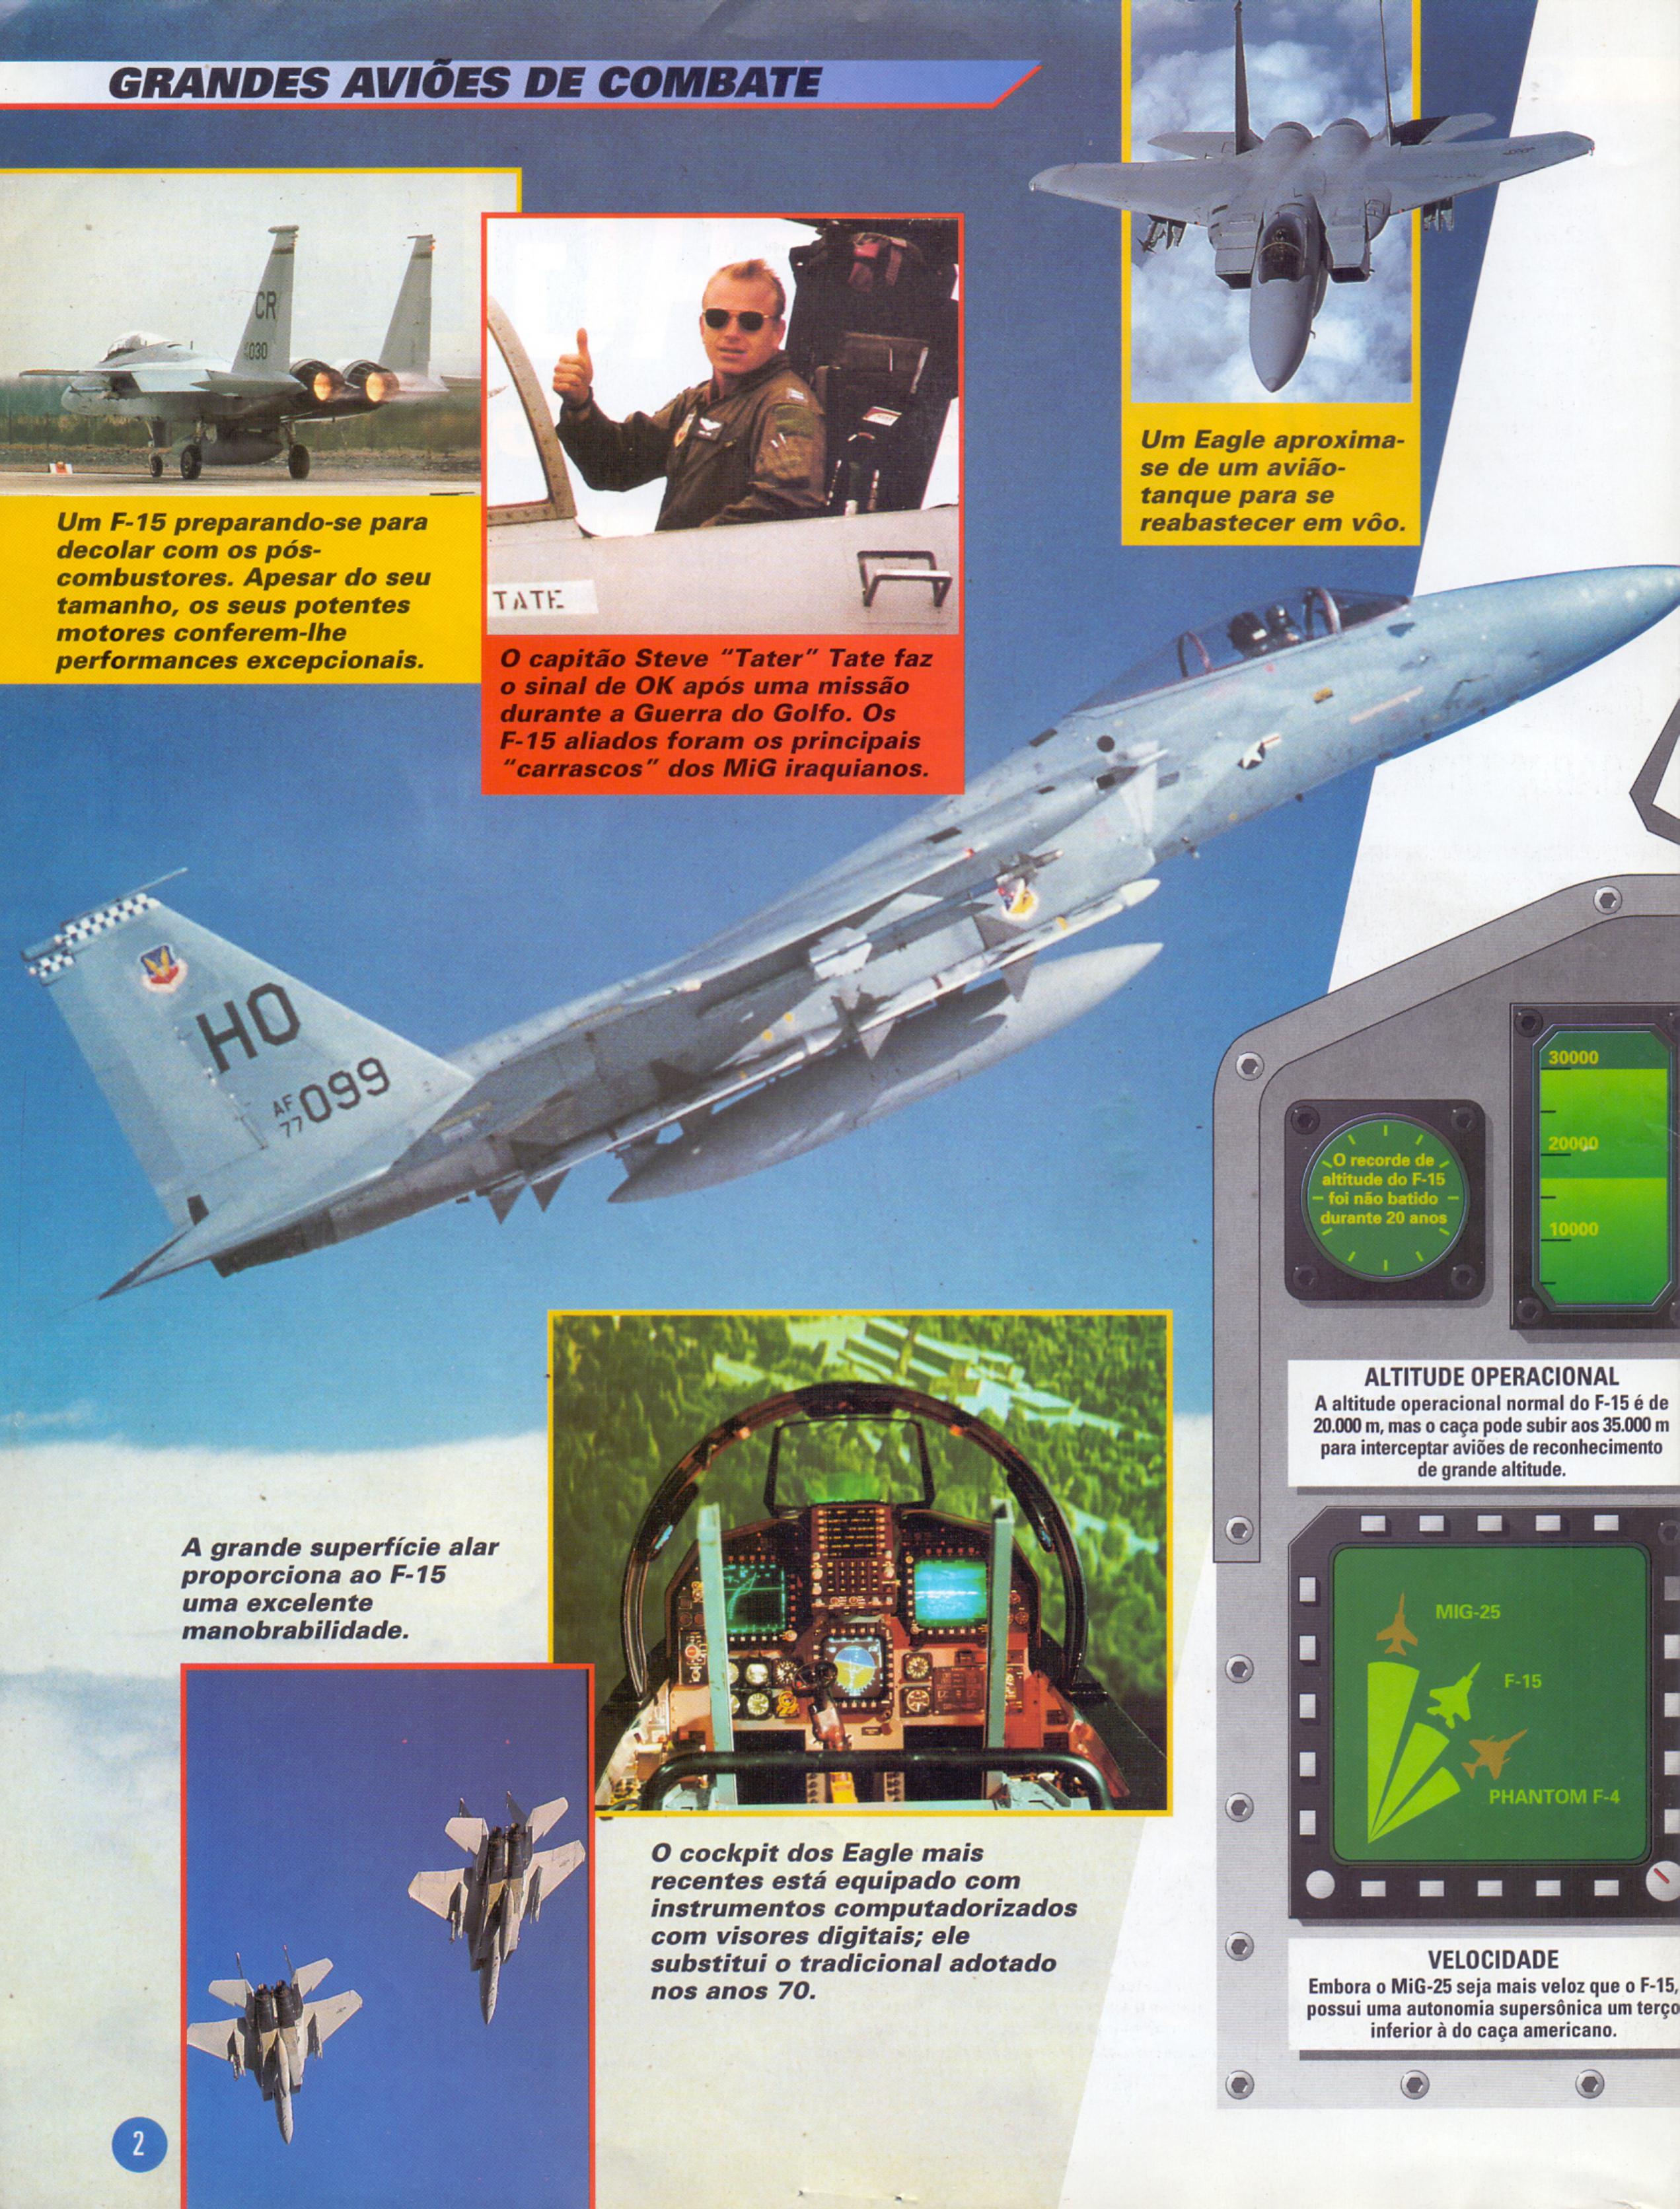 GRANDES AVIÕES DE COMBATE
CR
030
Um F-15 preparando-se para
decolar com os pós-
combustores. Apesar do seu
tamanho, os seus potentes
motores conferem-lhe
performances excepcionais.
TATE
O capitão Steve “Tater” Tate faz
o sinal de OK após uma missão
durante a Guerra do Golfo. Os
F-15 aliados foram os principais
“carrascos” dos MiG iraquianos.
Um Eagle aproxima-
se de um avião-
tanque para se
reabastecer em vôo.
HO
AF
77 099
O recorde de
altitude do F-15
foi não batido
durante 20 anos
30000
20000
10000
ALTITUDE OPERACIONAL
A altitude operacional normal do F-15 é de
20.000 m, mas o caça pode subir aos 35.000 m
para interceptar aviões de reconhecimento
de grande altitude.
A grande superfície alar
proporciona ao F-15
uma excelente
manobrabilidade.
MIG-25
F-15
PHANTOM F-4
O cockpit dos Eagle mais
recentes está equipado com
instrumentos computadorizados
com visores digitais; ele
substitui o tradicional adotado
nos anos 70.
VELOCIDADE
Embora o MiG-25 seja mais veloz que o F-15,
possui uma autonomia supersônica um terço
inferior à do caça americano.
2